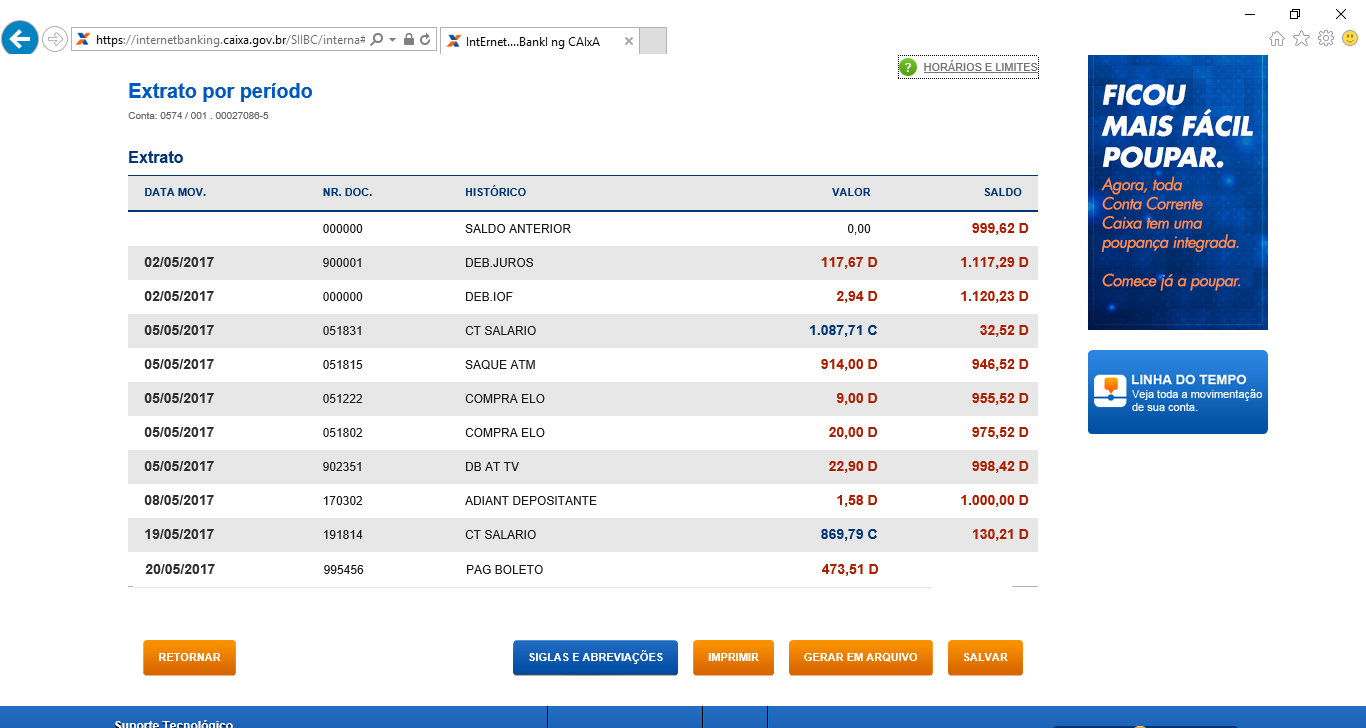 https://internetbanking.caixa.gov.br/SIIBC/interna#
IntErnet....BankI ng CAIxA
HORÁRIOS E LIMITES
Extrato por período
Conta: 0574 / 001 . 00027086-5
Extrato
DATA MOV. NR. DOC. HISTÓRICO VALOR SALDO
000000 SALDO ANTERIOR 0,00 999,62 D
02/05/2017 900001 DEB.JUROS 117,67 D 1.117,29 D
02/05/2017 000000 DEB.IOF 2,94 D 1.120,23 D
05/05/2017 051831 CT SALARIO 1.087,71 C 32,52 D
05/05/2017 051815 SAQUE ATM 914,00 D 946,52 D
05/05/2017 051222 COMPRA ELO 9,00 D 955,52 D
05/05/2017 051802 COMPRA ELO 20,00 D 975,52 D
05/05/2017 902351 DB AT TV 22,90 D 998,42 D
08/05/2017 170302 ADIANT DEPOSITANTE 1,58 D 1.000,00 D
19/05/2017 191814 CT SALARIO 869,79 C 130,21 D
20/05/2017 995456 PAG BOLETO 473,51 D
RETORNAR SIGLAS E ABREVIAÇÕES IMPRIMIR GERAR EM ARQUIVO SALVAR
FICOU
MAIS FÁCIL
POUPAR.
Agora, toda
Conta Corrente
Caixa tem uma
poupança integrada.
Comece já a poupar.
LINHA DO TEMPO
Veja toda a movimentação
de sua conta.
Suporte Tecnológico